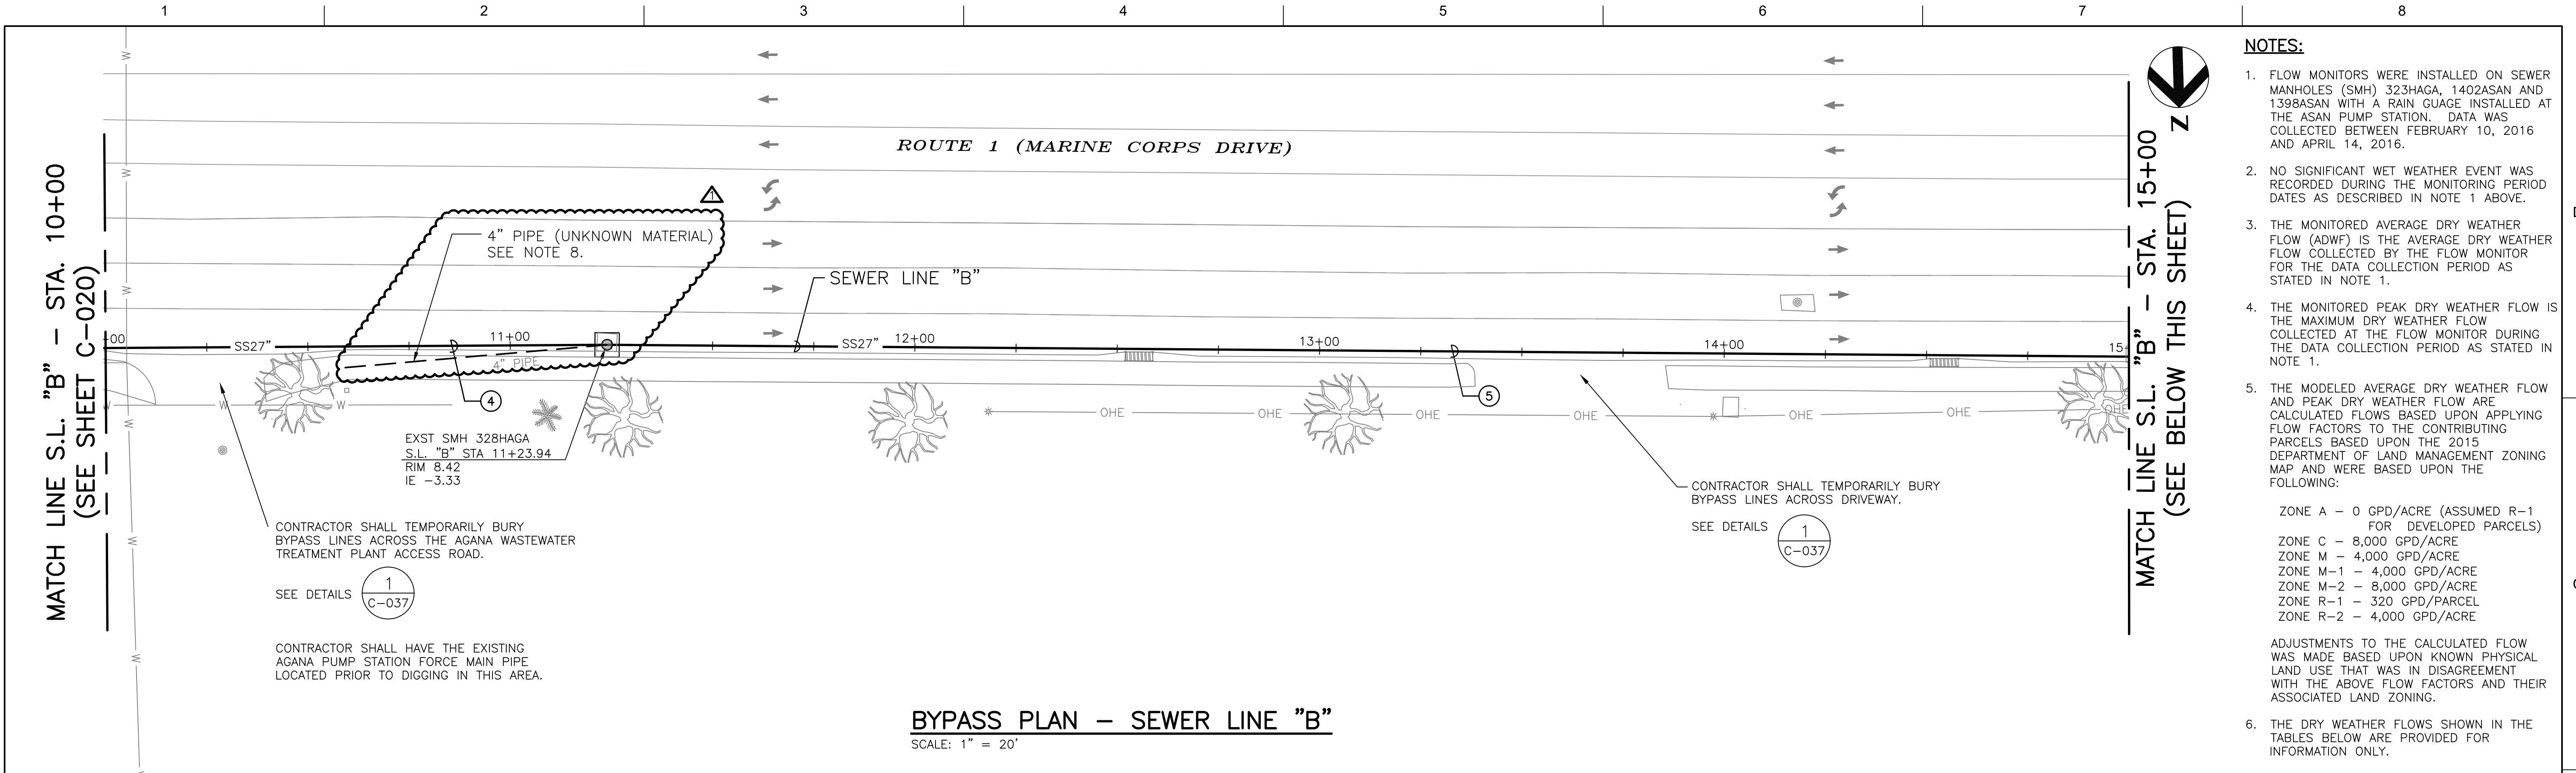 1 2 3 4 5 6 7 8
MATCH LINE S.L. "B" – STA. 10+00
(SEE SHEET C-020)
W
W
W
W
W
W
W
W
W
W
ROUTE 1 (MARINE CORPS DRIVE)
1
4" PIPE (UNKNOWN MATERIAL)
SEE NOTE 8.
SEWER LINE "B"
+00
SS27"
11+00
SS27"
12+00
13+00
14+00
15+
4" PIPE
4
5
OHE OHE OHE OHE OHE OHE OHE
EXST SMH 328HAGA
S.L. "B" STA 11+23.94
RIM 8.42
IE -3.33
CONTRACTOR SHALL TEMPORARILY BURY
BYPASS LINES ACROSS THE AGANA WASTEWATER
TREATMENT PLANT ACCESS ROAD.
SEE DETAILS
1
C-037
CONTRACTOR SHALL HAVE THE EXISTING
AGANA PUMP STATION FORCE MAIN PIPE
LOCATED PRIOR TO DIGGING IN THIS AREA.
CONTRACTOR SHALL TEMPORARILY BURY
BYPASS LINES ACROSS DRIVEWAY.
SEE DETAILS
1
C-037
BYPASS PLAN – SEWER LINE "B"
SCALE: 1" = 20'
MATCH LINE S.L. "B" – STA. 15+00
(SEE BELOW THIS SHEET)
N
NOTES:
1. FLOW MONITORS WERE INSTALLED ON SEWER
MANHOLES (SMH) 323HAGA, 1402ASAN AND
1398ASAN WITH A RAIN GUAGE INSTALLED AT
THE ASAN PUMP STATION. DATA WAS
COLLECTED BETWEEN FEBRUARY 10, 2016
AND APRIL 14, 2016.
2. NO SIGNIFICANT WET WEATHER EVENT WAS
RECORDED DURING THE MONITORING PERIOD
DATES AS DESCRIBED IN NOTE 1 ABOVE.
3. THE MONITORED AVERAGE DRY WEATHER
FLOW (ADWF) IS THE AVERAGE DRY WEATHER
FLOW COLLECTED BY THE FLOW MONITOR
FOR THE DATA COLLECTION PERIOD AS
STATED IN NOTE 1.
4. THE MONITORED PEAK DRY WEATHER FLOW IS
THE MAXIMUM DRY WEATHER FLOW
COLLECTED AT THE FLOW MONITOR DURING
THE DATA COLLECTION PERIOD AS STATED IN
NOTE 1.
5. THE MODELED AVERAGE DRY WEATHER FLOW
AND PEAK DRY WEATHER FLOW ARE
CALCULATED FLOWS BASED UPON APPLYING
FLOW FACTORS TO THE CONTRIBUTING
PARCELS BASED UPON THE 2015
DEPARTMENT OF LAND MANAGEMENT ZONING
MAP AND WERE BASED UPON THE
FOLLOWING:
ZONE A – 0 GPD/ACRE (ASSUMED R-1
FOR DEVELOPED PARCELS)
ZONE C – 8,000 GPD/ACRE
ZONE M – 4,000 GPD/ACRE
ZONE M-1 – 4,000 GPD/ACRE
ZONE M-2 – 8,000 GPD/ACRE
ZONE R-1 – 320 GPD/PARCEL
ZONE R-2 – 4,000 GPD/ACRE
ADJUSTMENTS TO THE CALCULATED FLOW
WAS MADE BASED UPON KNOWN PHYSICAL
LAND USE THAT WAS IN DISAGREEMENT
WITH THE ABOVE FLOW FACTORS AND THEIR
ASSOCIATED LAND ZONING.
6. THE DRY WEATHER FLOWS SHOWN IN THE
TABLES BELOW ARE PROVIDED FOR
INFORMATION ONLY.